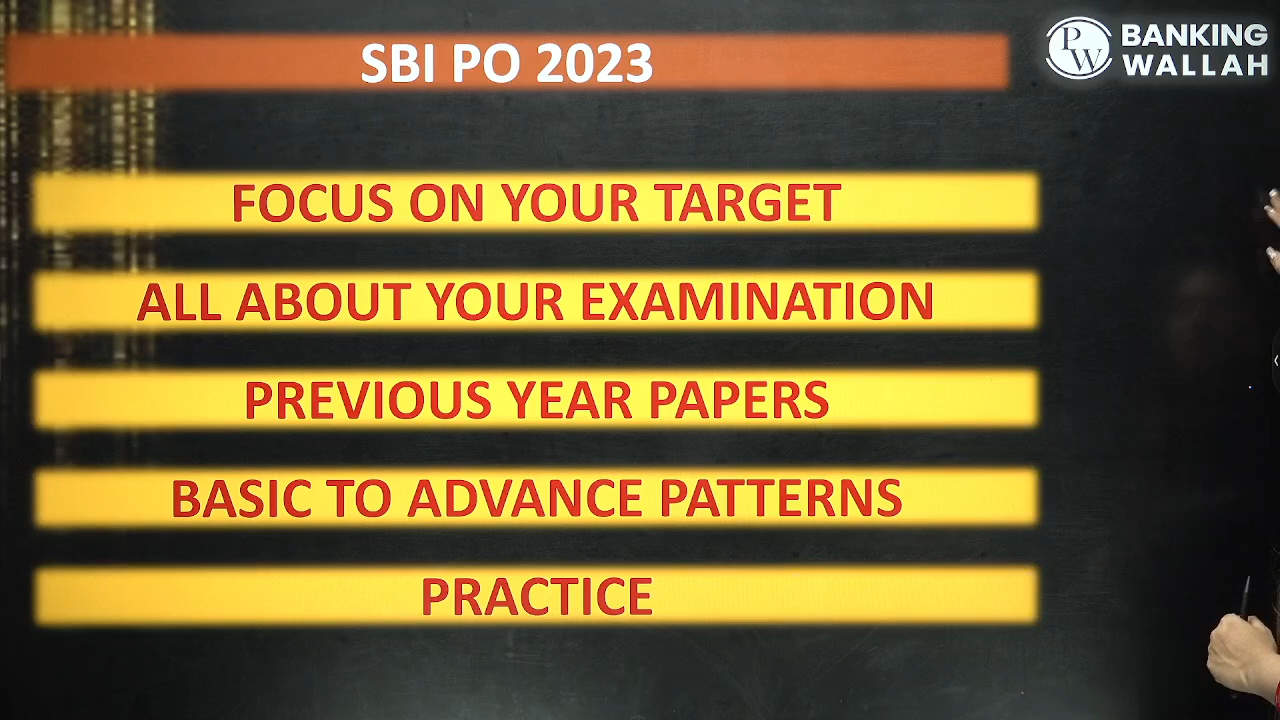 SBI PO 2023
PW
BANKING
WALLAH
FOCUS ON YOUR TARGET
ALL ABOUT YOUR EXAMINATION
PREVIOUS YEAR PAPERS
BASIC TO ADVANCE PATTERNS
PRACTICE